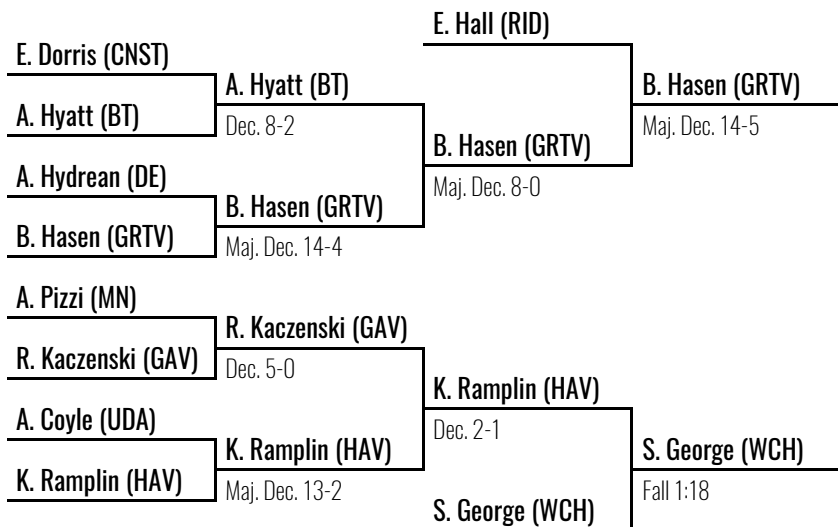 E. Dorris (CNST)
A. Hyatt (BT)
A. Hydrean (DE)
B. Hasen (GRTV)
A. Pizzi (MN)
R. Kaczenski (GAV)
A. Coyle (UDA)
K. Ramplin (HAV)
A. Hyatt (BT)
Dec. 8-2
B. Hasen (GRTV)
Maj. Dec. 14-4
R. Kaczenski (GAV)
Dec. 5-0
K. Ramplin (HAV)
Maj. Dec. 13-2
E. Hall (RID)
B. Hasen (GRTV)
Maj. Dec. 8-0
K. Ramplin (HAV)
Dec. 2-1
S. George (WCH)
B. Hasen (GRTV)
Maj. Dec. 14-5
S. George (WCH)
Fall 1:18